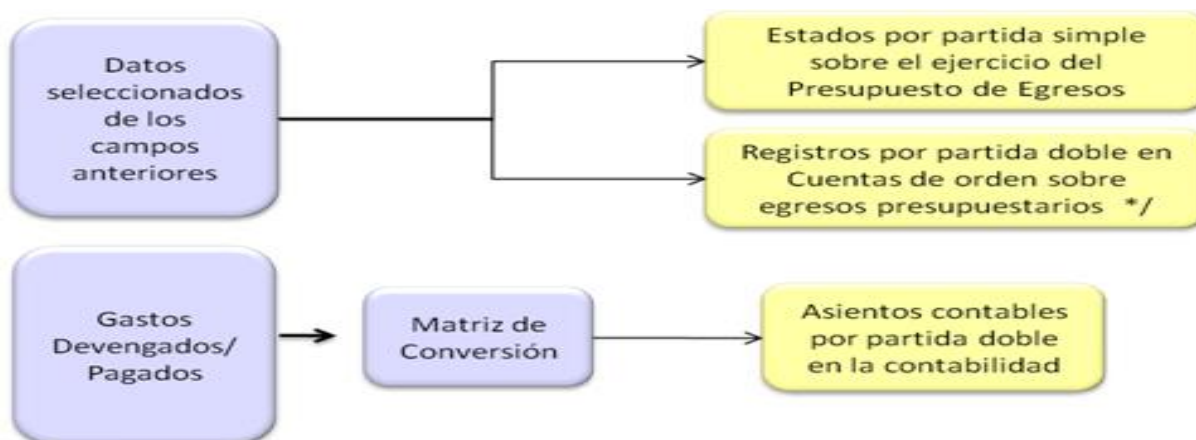 Datos
seleccionados
de los
campos
anteriores
Estados por partida simple
sobre el ejercicio del
Presupuesto de Egresos
Registros por partida doble en
Cuentas de orden sobre
egresos presupuestarios */
Gastos
Devengados/
Pagados
Matriz de
Conversión
Asientos contables
por partida doble
en la contabilidad